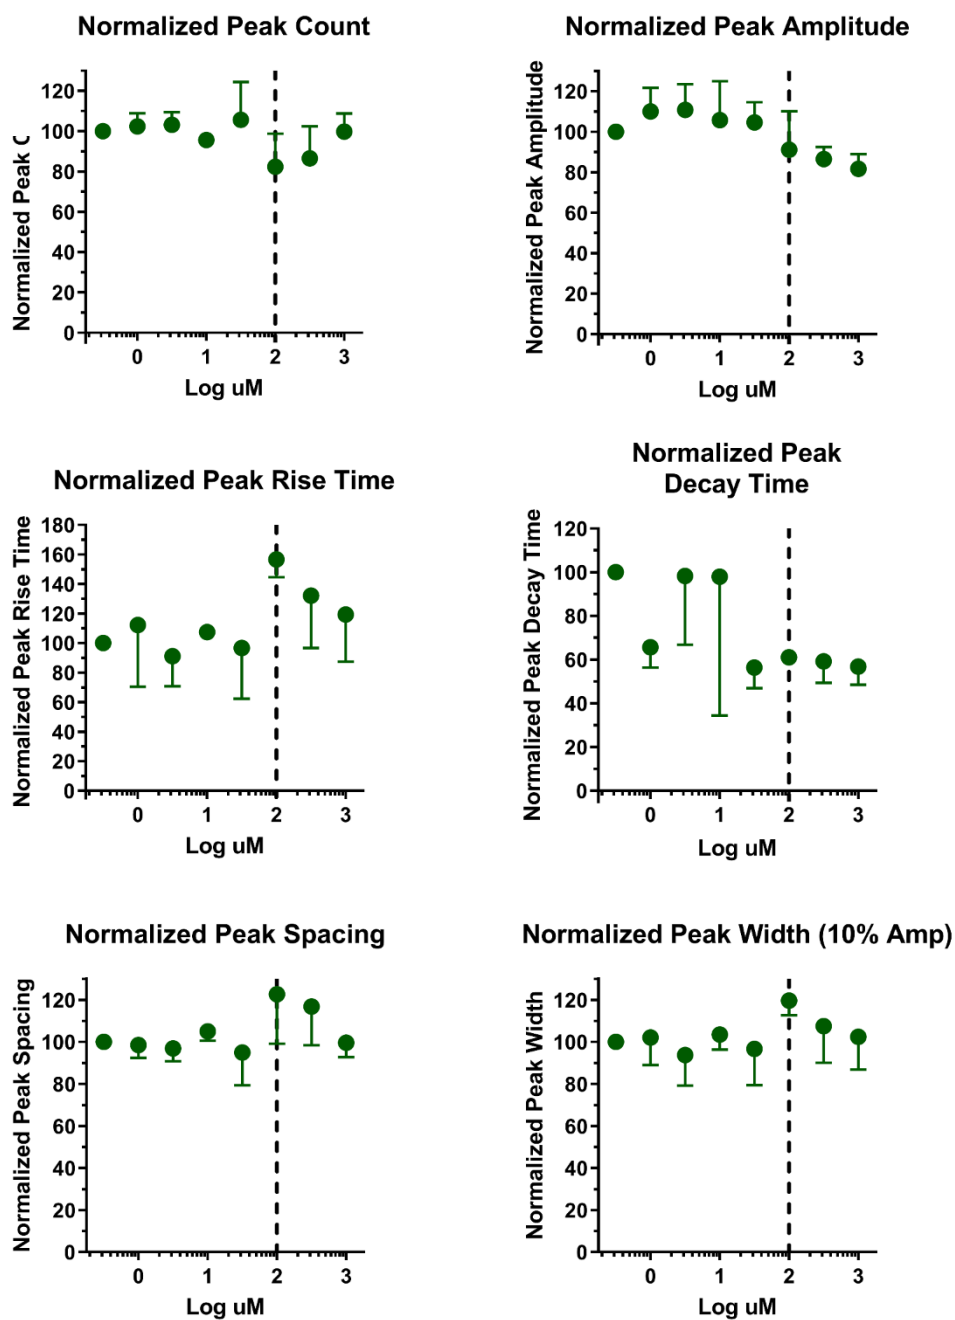 Normalized Peak Count
Normalized Peak C
120
100
80
60
40
20
0
0 1 2 3
Log uM
Normalized Peak Amplitude
Normalized Peak Amplitude
120
100
80
60
40
20
0
0 1 2 3
Log uM
Normalized Peak Rise Time
Normalized Peak Rise Time
180
160
140
120
100
80
60
40
20
0
0 1 2 3
Log uM
Normalized Peak
Decay Time
Normalized Peak Decay Time
120
100
80
60
40
20
0
0 1 2 3
Log uM
Normalized Peak Spacing
Normalized Peak Spacing
120
100
80
60
40
20
0
0 1 2 3
Log uM
Normalized Peak Width (10% Amp)
Normalized Peak Width
120
100
80
60
40
20
0
0 1 2 3
Log uM